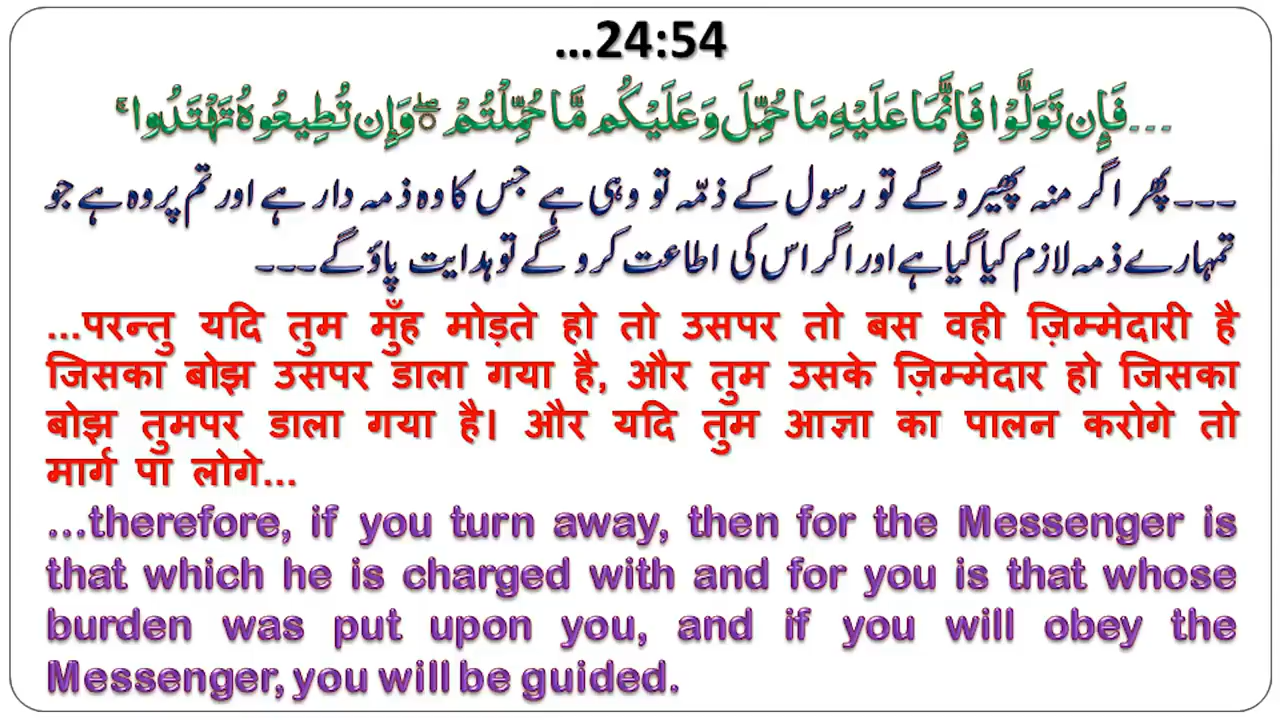 ...24:54
...فَإِن تَوَلَّوْا فَإِنَّمَا عَلَيْهِ مَا حُمِّلَ وَعَلَيْكُم مَّا حُمِّلْتُمْ ۖ وَإِن تُطِيعُوهُ تَهْتَدُوا ۚ
۔۔۔پھر اگر منہ پھیرو گے تو رسول کے ذمّہ تو وہی ہے جس کا وہ ذمہ دار ہے اور تم پر وہ ہے جو
تمہارے ذمہ لازم کیا گیا ہے اور اگر اس کی اطاعت کرو گے تو ہدایت پاؤ گے۔۔۔
...परन्तु यदि तुम मुँह मोड़ते हो तो उसपर तो बस वही ज़िम्मेदारी है
जिसका बोझ उसपर डाला गया है, और तुम उसके ज़िम्मेदार हो जिसका
बोझ तुमपर डाला गया है। और यदि तुम आज्ञा का पालन करोगे तो
मार्ग पा लोगे...
...therefore, if you turn away, then for the Messenger is
that which he is charged with and for you is that whose
burden was put upon you, and if you will obey the
Messenger, you will be guided.